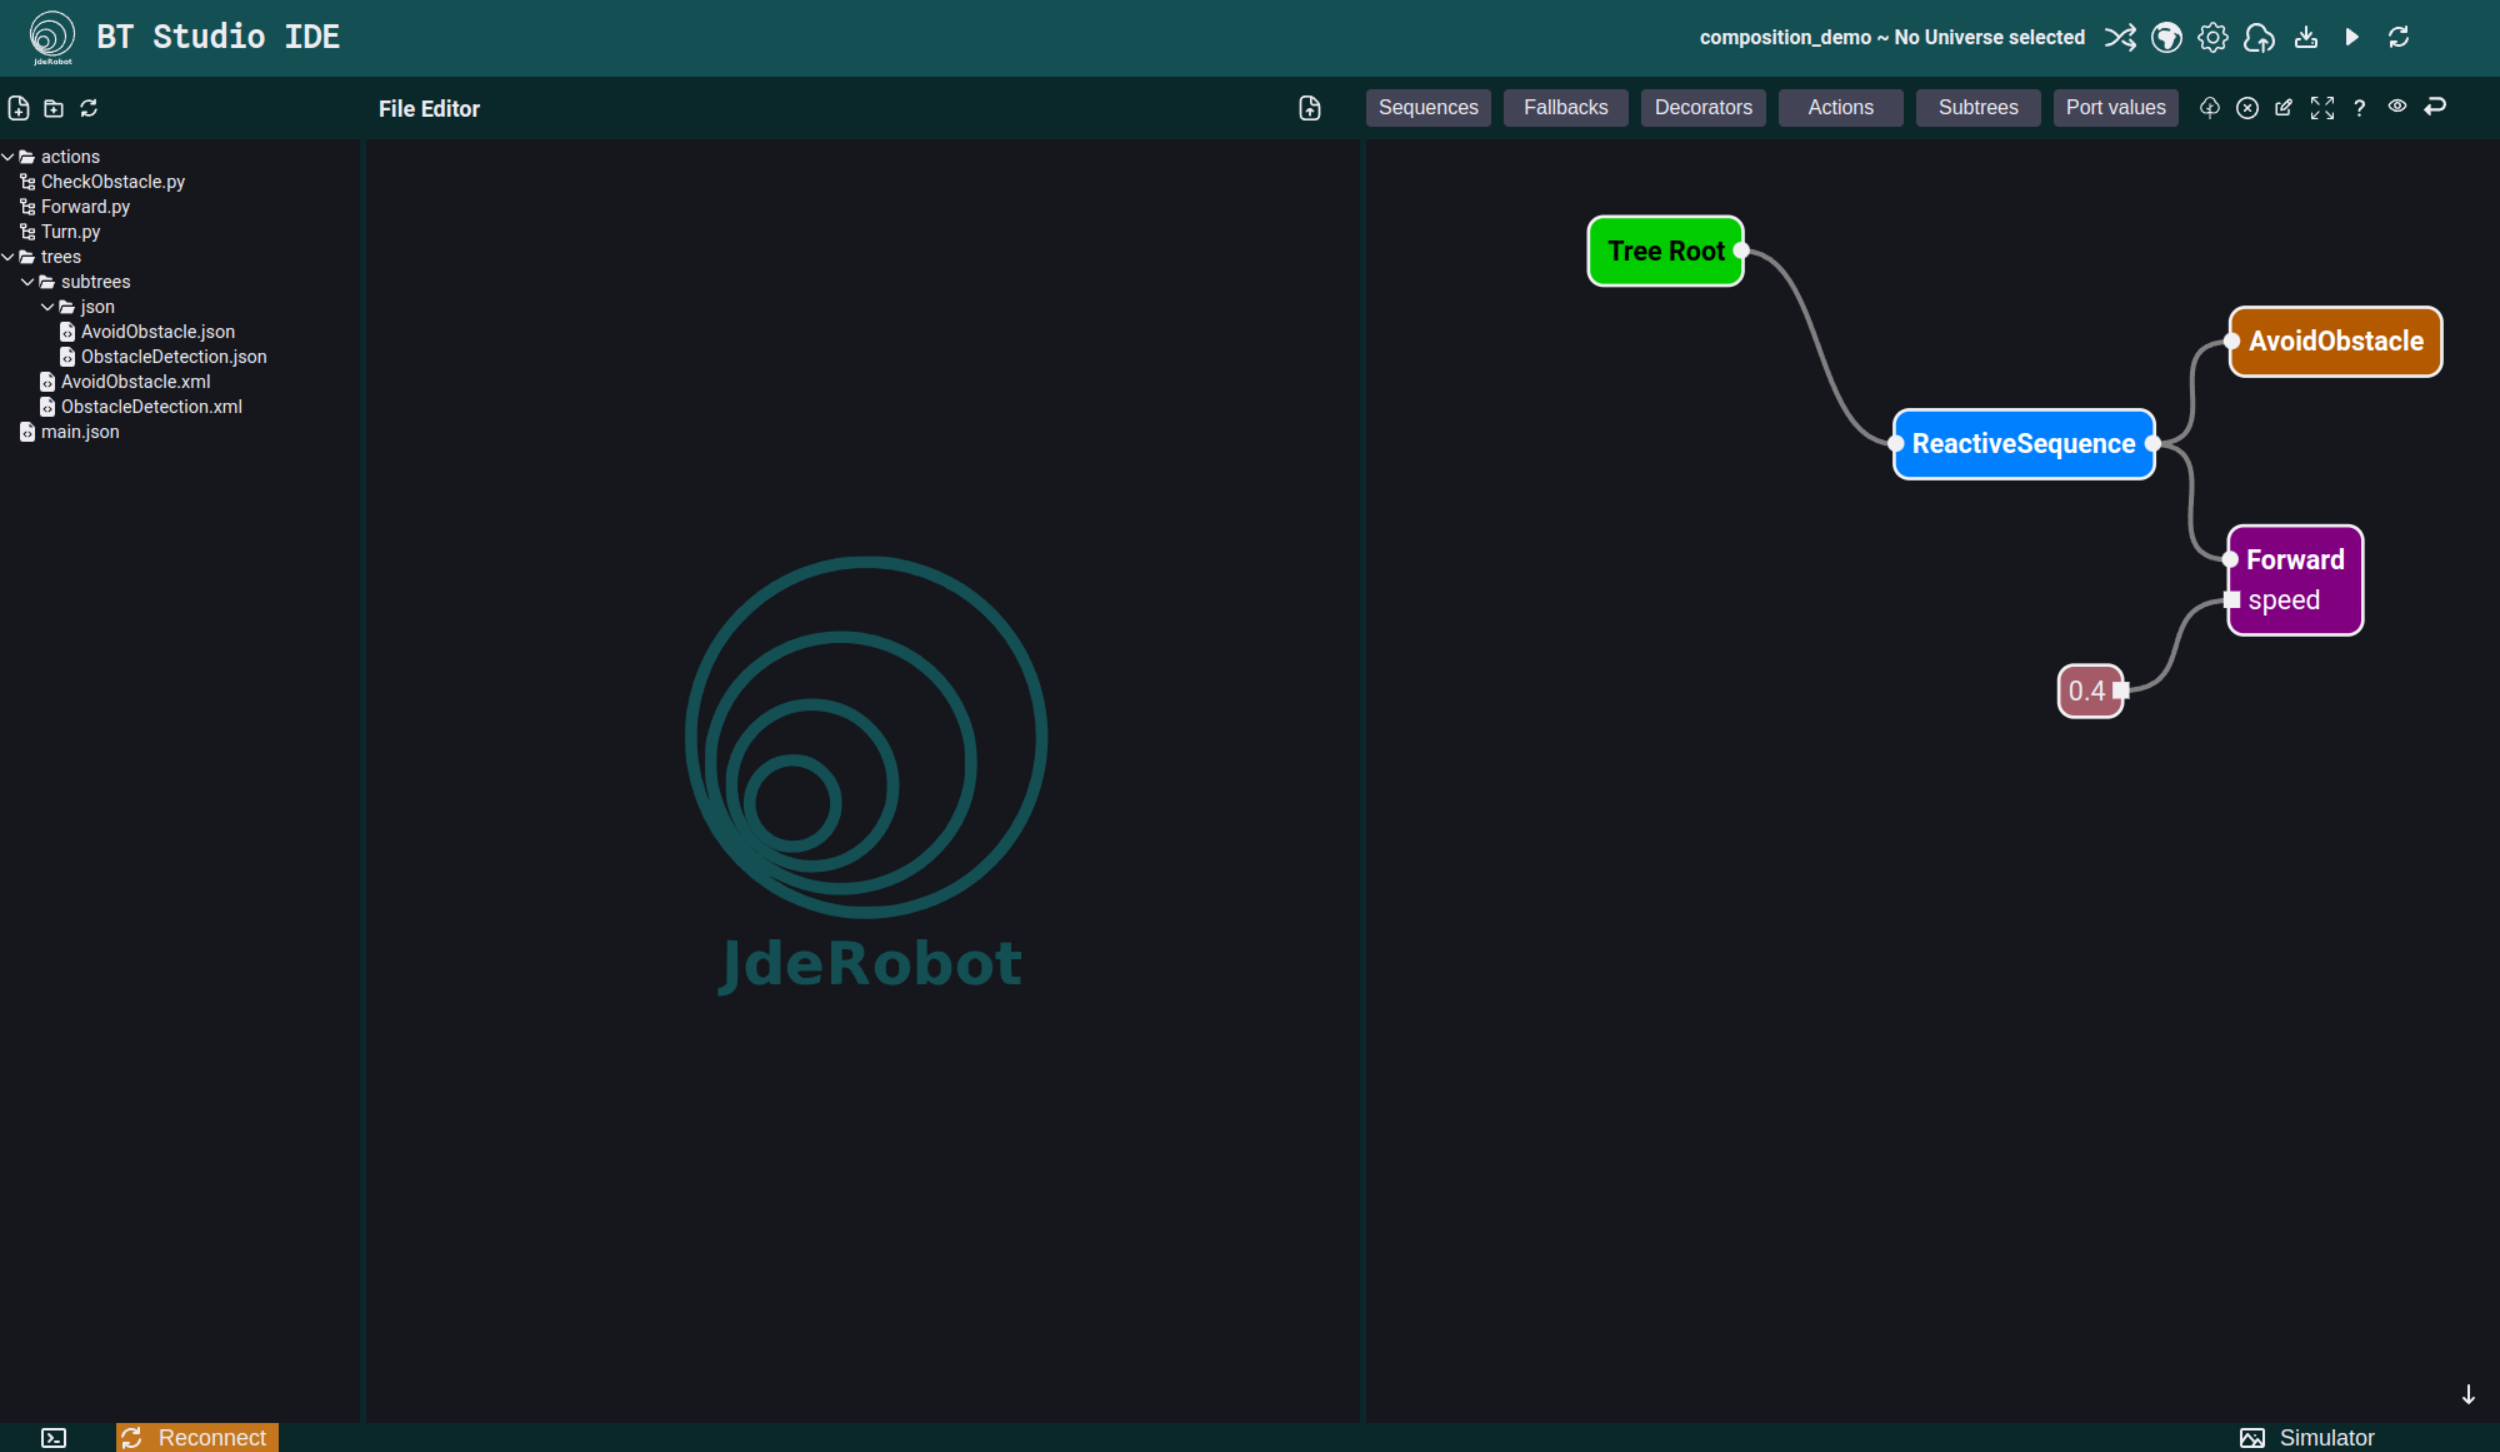 JdeRobot
BT Studio IDE
composition_demo ~ No Universe selected
File Editor
Sequences
Fallbacks
Decorators
Actions
Subtrees
Port values
?
actions
CheckObstacle.py
Forward.py
Turn.py
trees
subtrees
json
AvoidObstacle.json
ObstacleDetection.json
AvoidObstacle.xml
ObstacleDetection.xml
main.json
JdeRobot
Tree Root
AvoidObstacle
ReactiveSequence
Forward
speed
0.4
Reconnect
Simulator